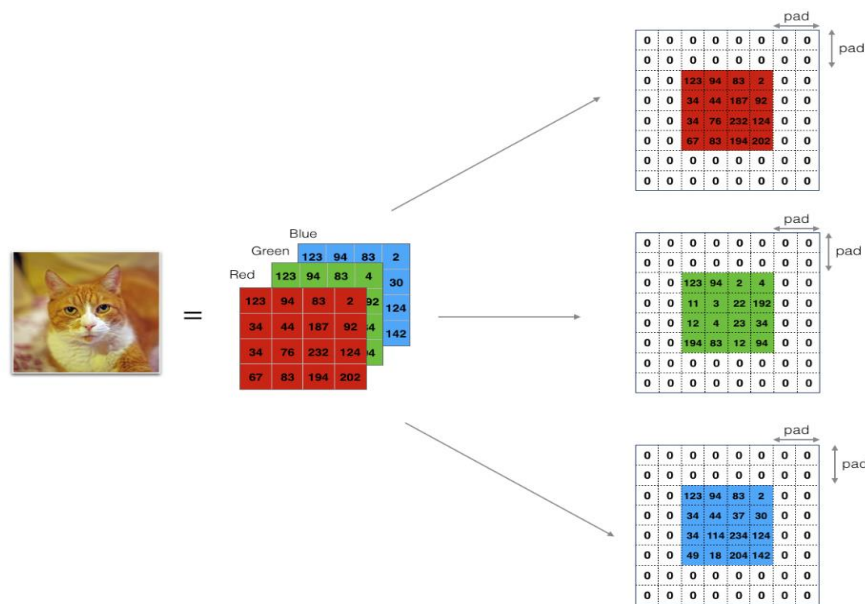 pad
0 0 0 0 0 0 0 0
pad
0 0 0 0 0 0 0 0
0 0 123 94 83 2 0 0
0 0 34 44 187 92 0 0
0 0 34 76 232 124 0 0
0 0 67 83 194 202 0 0
0 0 0 0 0 0 0 0
0 0 0 0 0 0 0 0
Blue
123 94 83 2
30
124
142
Green
123 94 83 4
92
34
94
Red
123 94 83 2
34 44 187 92
34 76 232 124
67 83 194 202
=
pad
0 0 0 0 0 0 0 0
pad
0 0 0 0 0 0 0 0
0 0 123 94 2 4 0 0
0 0 11 3 22 192 0 0
0 0 12 4 23 34 0 0
0 0 194 83 12 94 0 0
0 0 0 0 0 0 0 0
0 0 0 0 0 0 0 0
pad
0 0 0 0 0 0 0 0
pad
0 0 0 0 0 0 0 0
0 0 123 94 83 2 0 0
0 0 34 44 37 30 0 0
0 0 34 114 234 124 0 0
0 0 49 18 204 142 0 0
0 0 0 0 0 0 0 0
0 0 0 0 0 0 0 0